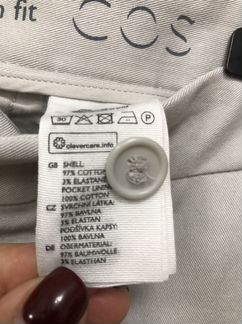 fit
COS
30
P
clevercare.info
GB SHELL:
97% COTTON
3% ELASTANE
POCKET LINING
100% COTTON
CZ SVRCHNÍ LÁTKA:
97% BAVLNA
3% ELASTAN
PODŠÍVKA KAPSY:
100% BAVLNA
DE OBERMATERIAL:
97% BAUMWOLLE
3% ELASTHAN